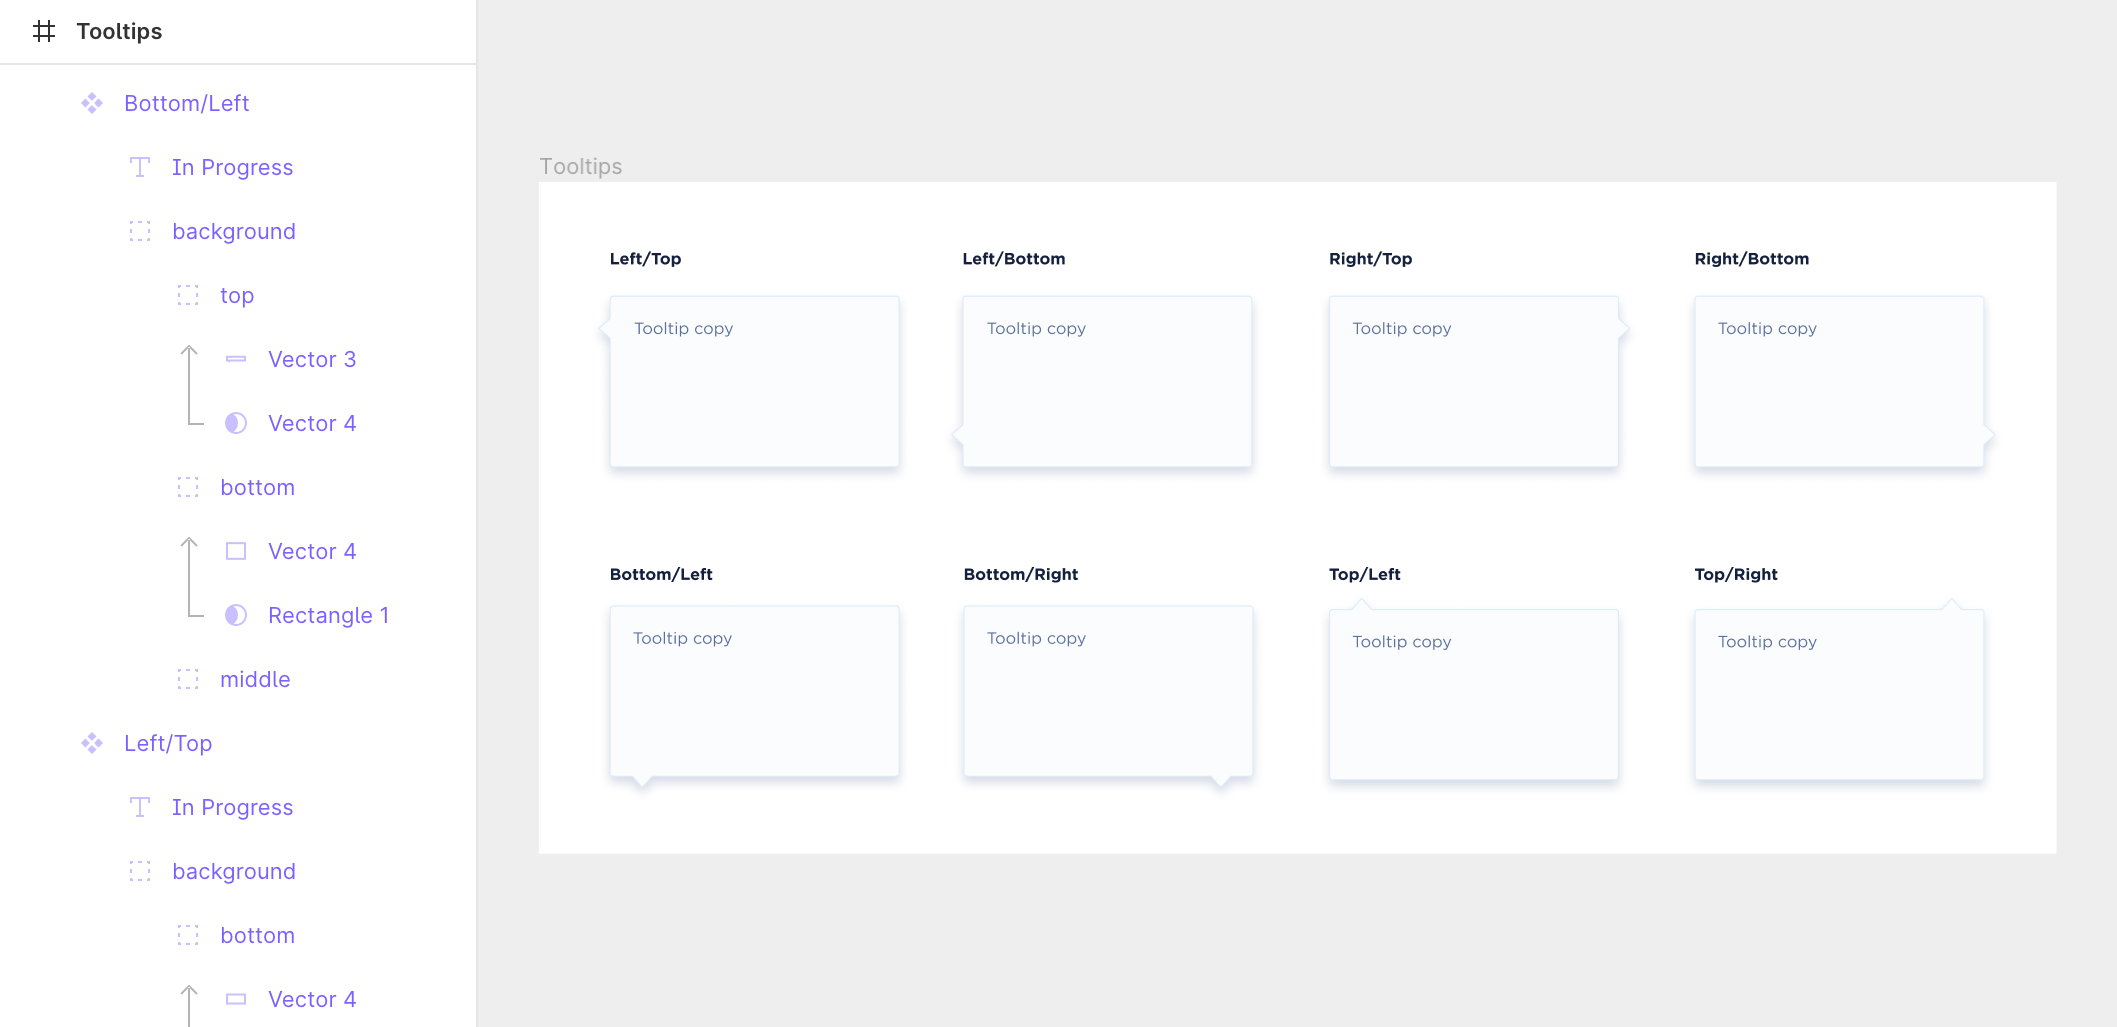 Tooltips
Bottom/Left
In Progress
background
top
Vector 3
Vector 4
bottom
Vector 4
Rectangle 1
middle
Left/Top
In Progress
background
bottom
Vector 4
Tooltips
Left/Top
Left/Bottom
Right/Top
Right/Bottom
Tooltip copy
Tooltip copy
Tooltip copy
Tooltip copy
Bottom/Left
Bottom/Right
Top/Left
Top/Right
Tooltip copy
Tooltip copy
Tooltip copy
Tooltip copy